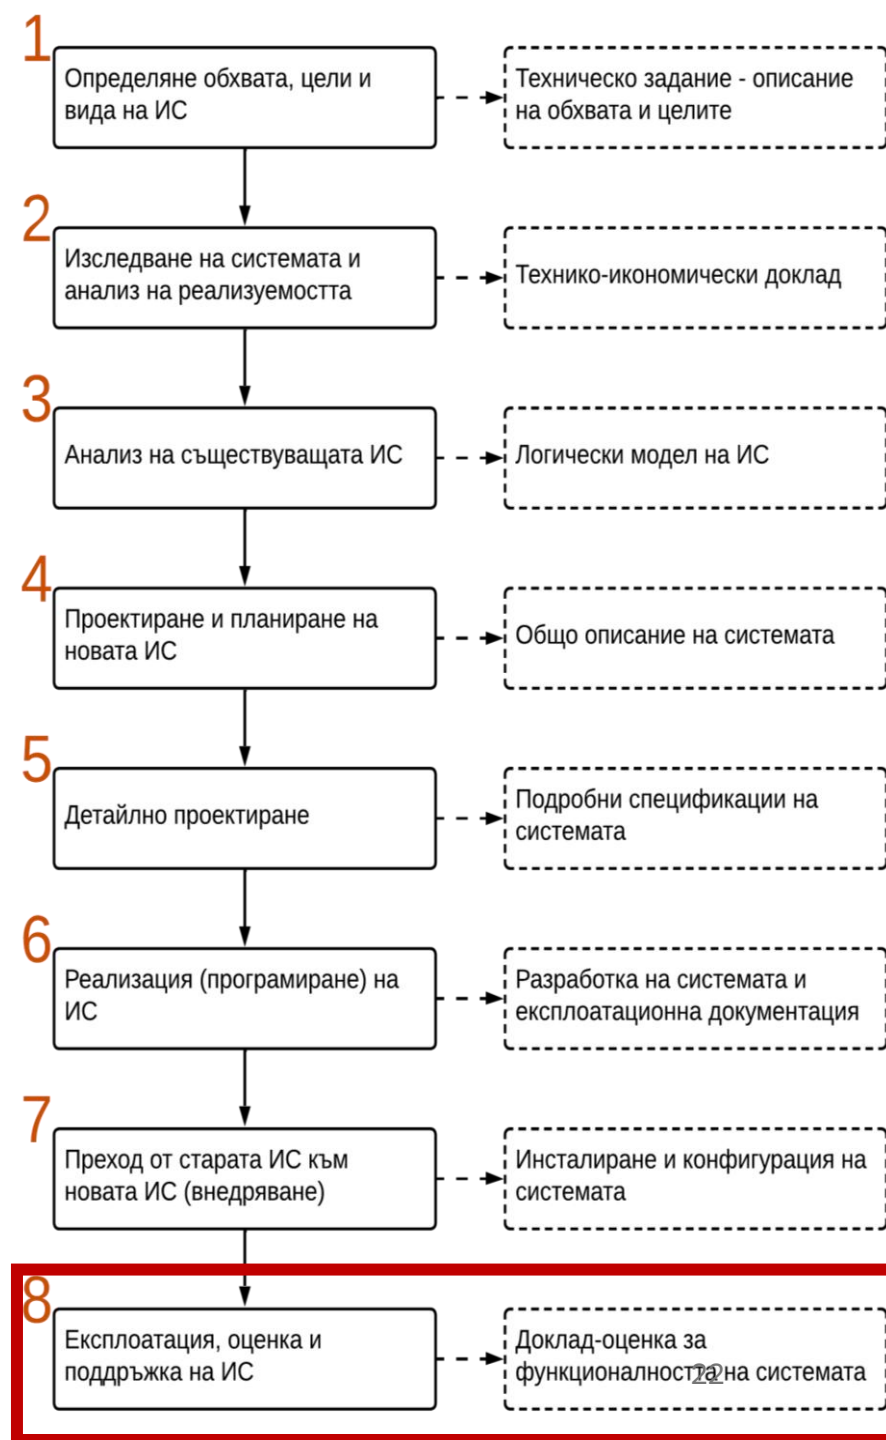 1
Определяне обхвата, цели и
вида на ИС
Техническо задание - описание
на обхвата и целите
2
Изследване на системата и
анализ на реализуемостта
Технико-икономически доклад
3
Анализ на съществуващата ИС
Логически модел на ИС
4
Проектиране и планиране на
новата ИС
Общо описание на системата
5
Детайлно проектиране
Подробни спецификации на
системата
6
Реализация (програмиране) на
ИС
Разработка на системата и
експлоатационна документация
7
Преход от старата ИС към
новата ИС (внедряване)
Инсталиране и конфигурация на
системата
8
Експлоатация, оценка и
поддръжка на ИС
Доклад-оценка за
функционалността на системата
22